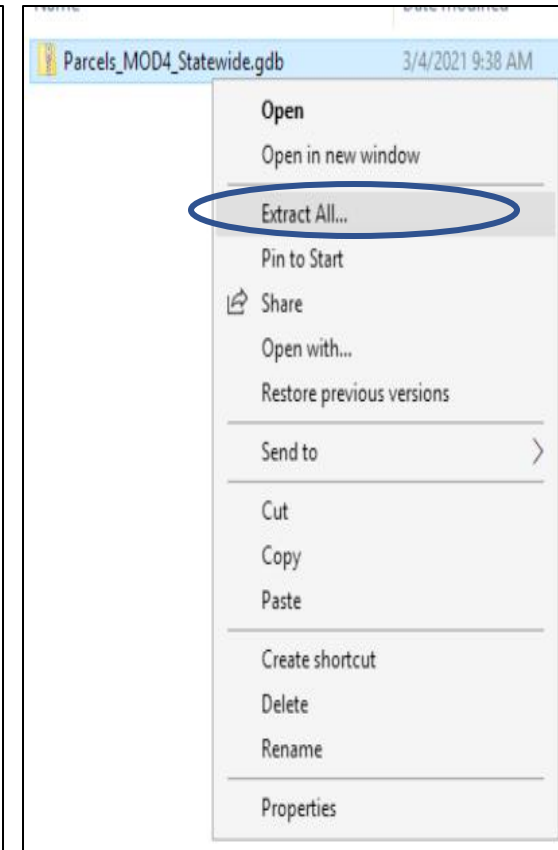 Parcels_MOD4_Statewide.gdb 3/4/2021 9:38 AM
Open
Open in new window
Extract All...
Pin to Start
Share
Open with...
Restore previous versions
Send to
Cut
Copy
Paste
Create shortcut
Delete
Rename
Properties